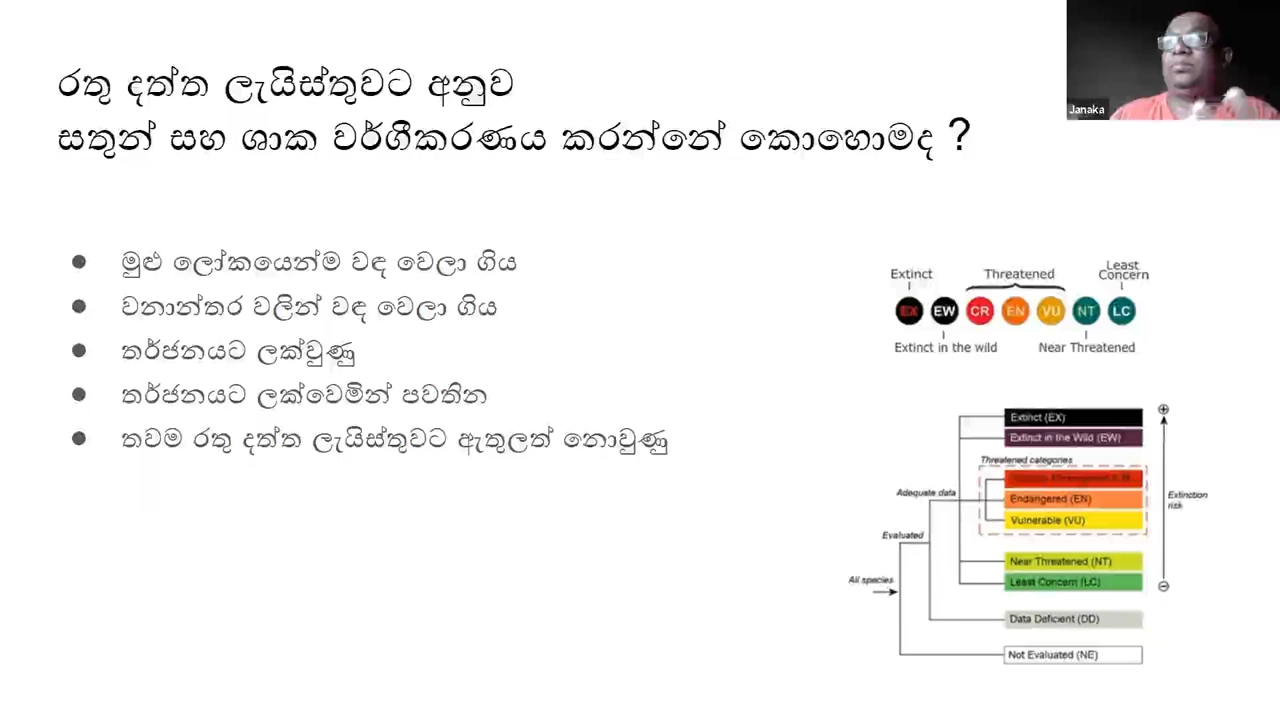 රතු දත්ත ලැයිස්තුවට අනුව
සතුන් සහ ශාක වර්ගීකරණය කරන්නේ කොහොමද ?
Janaka
● මුළු ලෝකයෙන්ම වඳ වෙලා ගිය
● වනාන්තර වලින් වඳ වෙලා ගිය
● තර්ජනයට ලක්වුණු
● තර්ජනයට ලක්වෙමින් පවතින
● තවම රතු දත්ත ලැයිස්තුවට ඇතුලත් නොවුණු
Extinct
Threatened
Least
Concern
EX EW CR EN VU NT LC
Extinct in the wild
Near Threatened
Extinct (EX)
Extinct in the Wild (EW)
Threatened categories
Adequate data
Endangered (EN)
Extinction
risk
Vulnerable (VU)
Evaluated
Near Threatened (NT)
All species
Least Concern (LC)
Data Deficient (DD)
Not Evaluated (NE)